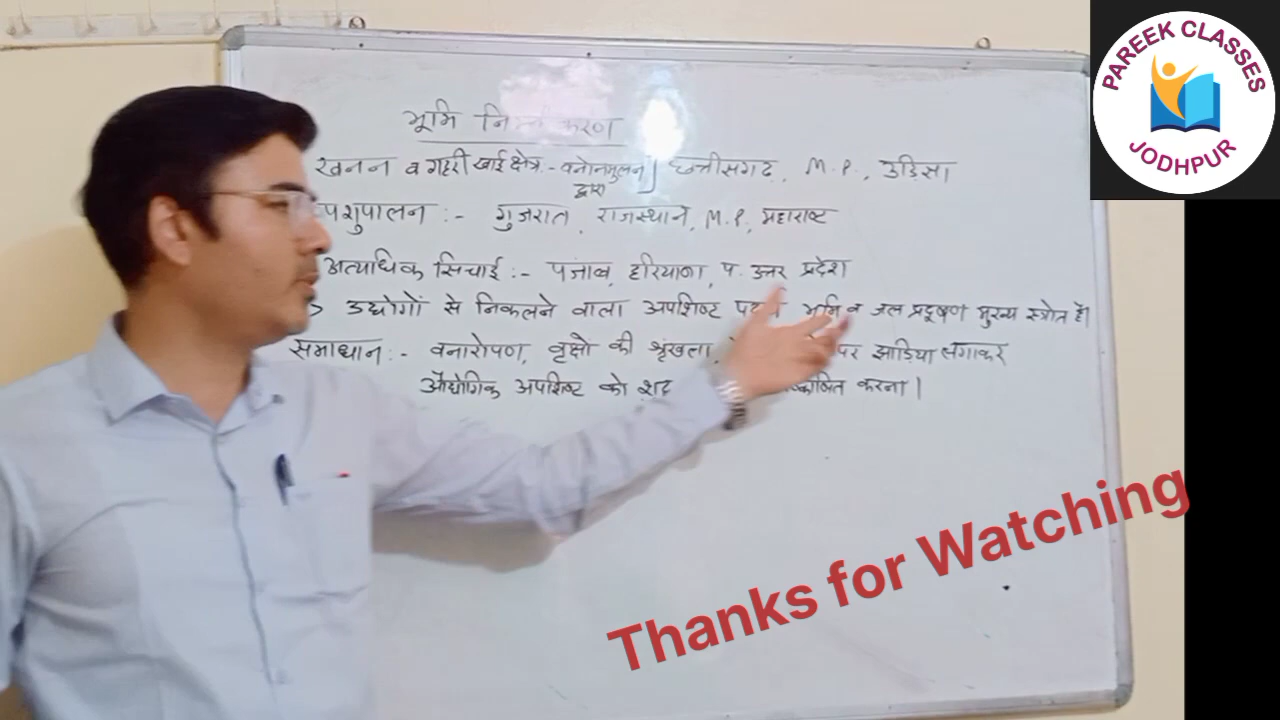 भूमि करण
खनन व गहरी खाई क्षेत्र :- वनोनमुलन] छत्तीसगढ, M.P., उडिसा
द्वारा
पशुपालन :- गुजरात, राजस्थान, M.P., महाराष्ट
अत्याधिक सिचाई :- पंजाब, हरियाणा, प. उत्तर प्रदेश
> उद्योगों से निकलने वाला अपशिष्ट व जल प्रदूषण मुख्य स्त्रोत है।
समाधान :- वनारोपण, वृक्षो की श्रृंखला, पर झाडिया लगाकर
औद्योगिक अपशिष्ट को करना।
PAREEK CLASSES
JODHPUR
Thanks for Watching